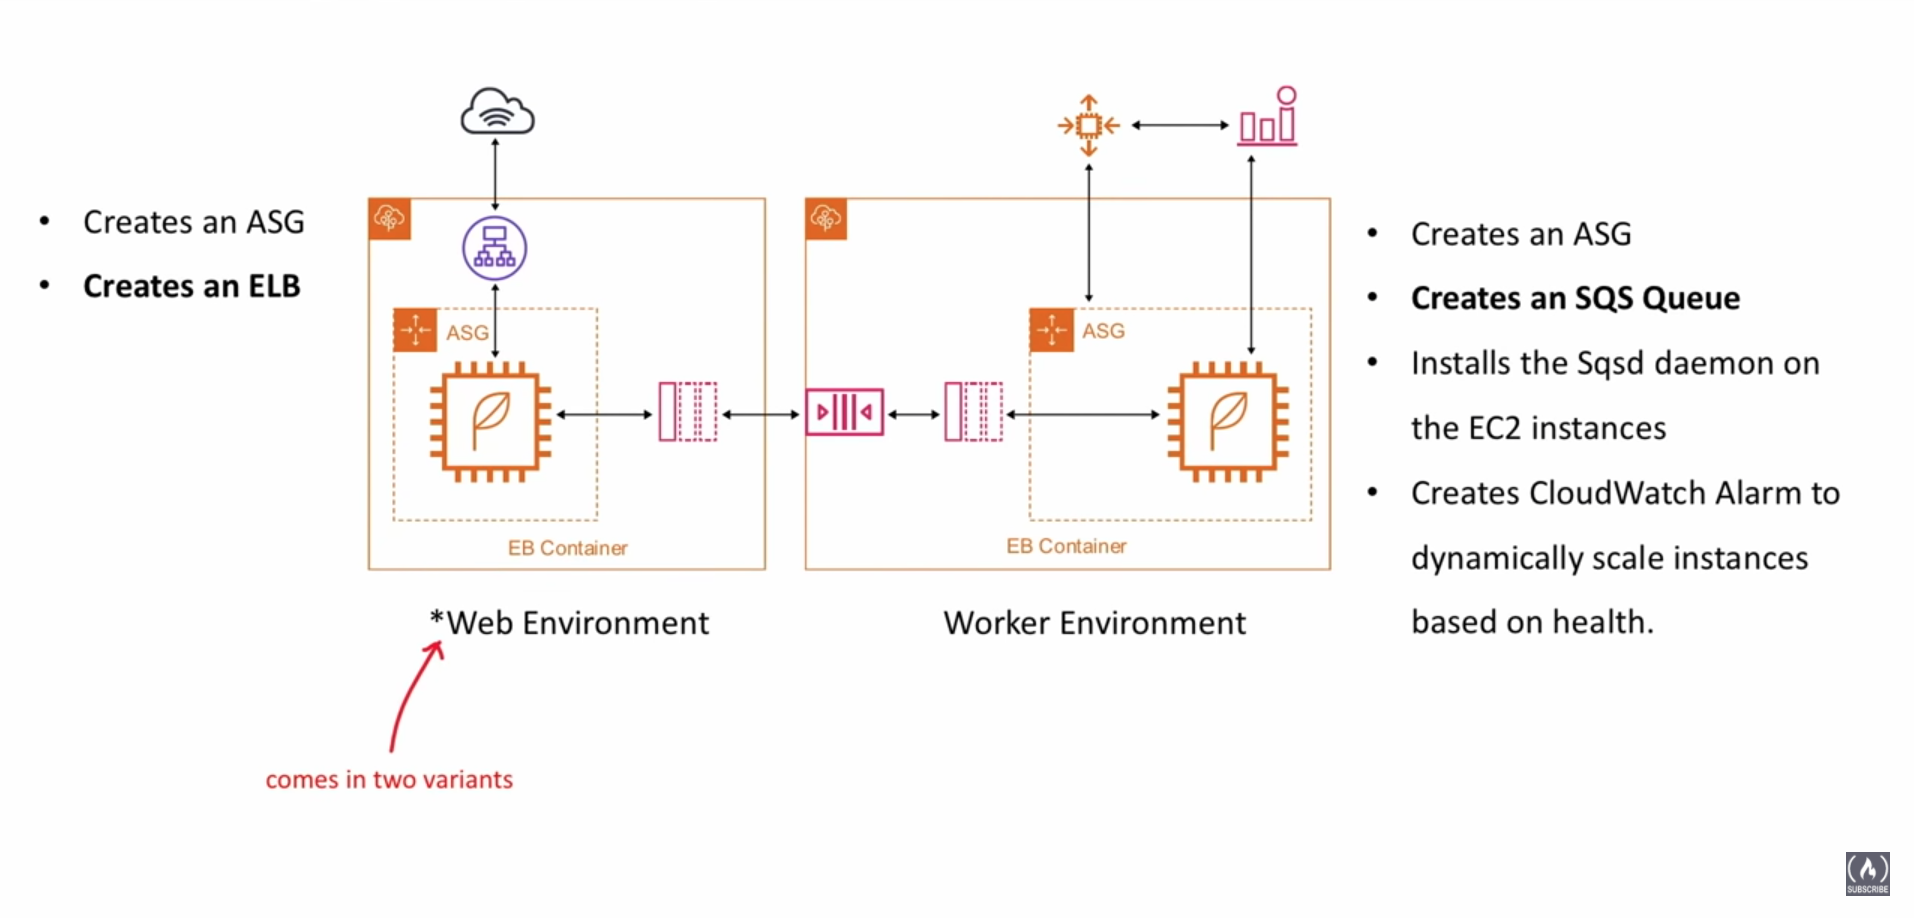 • Creates an ASG
• Creates an ELB
ASG
EB Container
*Web Environment
comes in two variants
ASG
EB Container
Worker Environment
• Creates an ASG
• Creates an SQS Queue
• Installs the Sqsd daemon on
the EC2 instances
• Creates CloudWatch Alarm to
dynamically scale instances
based on health.
SUBSCRIBE